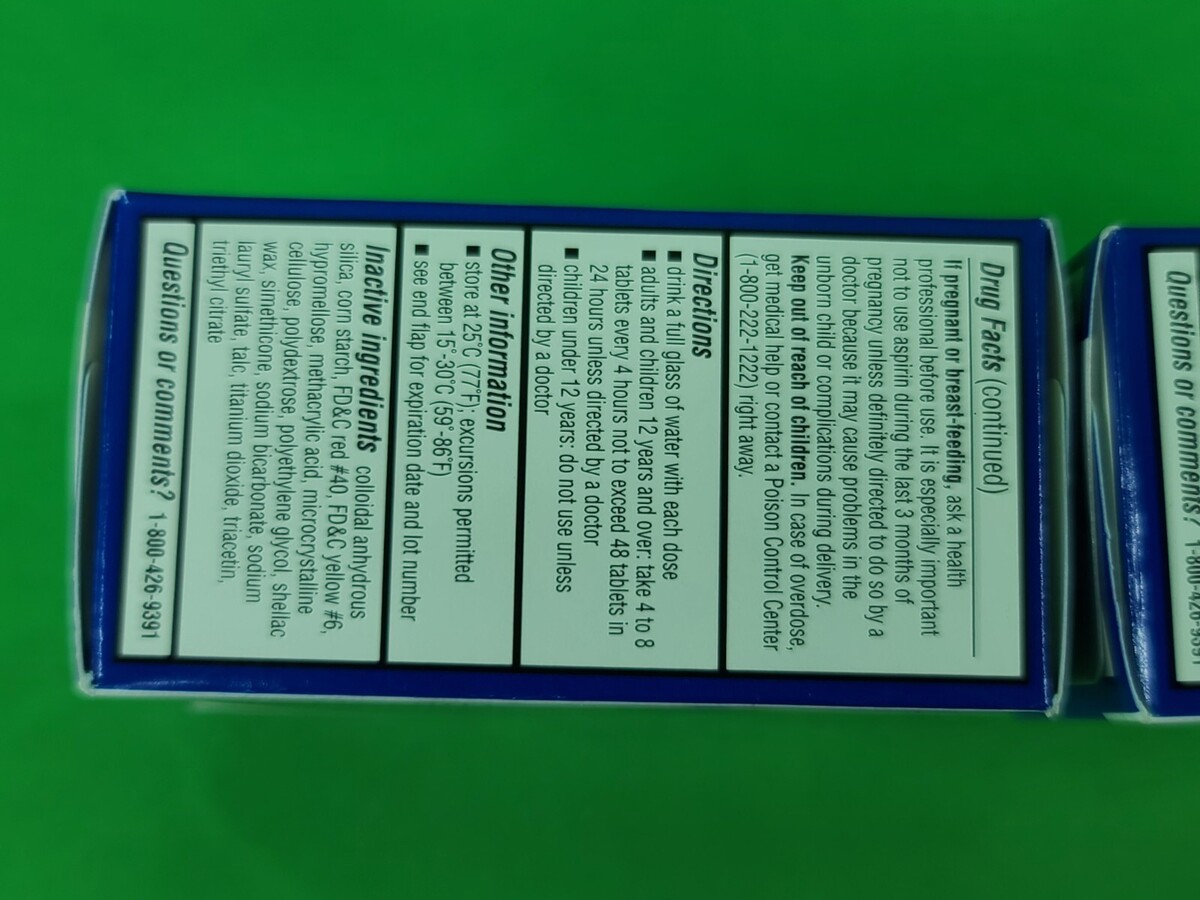 Drug Facts (continued)
If pregnant or breast-feeding, ask a health
professional before use. It is especially important
not to use aspirin during the last 3 months of
pregnancy unless definitely directed to do so by a
doctor because it may cause problems in the
unborn child or complications during delivery.
Keep out of reach of children. In case of overdose,
get medical help or contact a Poison Control Center
(1-800-222-1222) right away.
Directions
■ drink a full glass of water with each dose
■ adults and children 12 years and over: take 4 to 8
tablets every 4 hours not to exceed 48 tablets in
24 hours unless directed by a doctor
■ children under 12 years: do not use unless
directed by a doctor
Other information
■ store at 25°C (77°F); excursions permitted
between 15°-30°C (59°-86°F)
■ see end flap for expiration date and lot number
Inactive ingredients colloidal anhydrous
silica, corn starch, FD&C red #40, FD&C yellow #6,
hypromellose, methacrylic acid, microcrystalline
cellulose, polydextrose, polyethylene glycol, shellac
wax, simethicone, sodium bicarbonate, sodium
lauryl sulfate, talc, titanium dioxide, triacetin,
triethyl citrate
Questions or comments? 1-800-426-9391
Questions or comments? 1-800-426-939